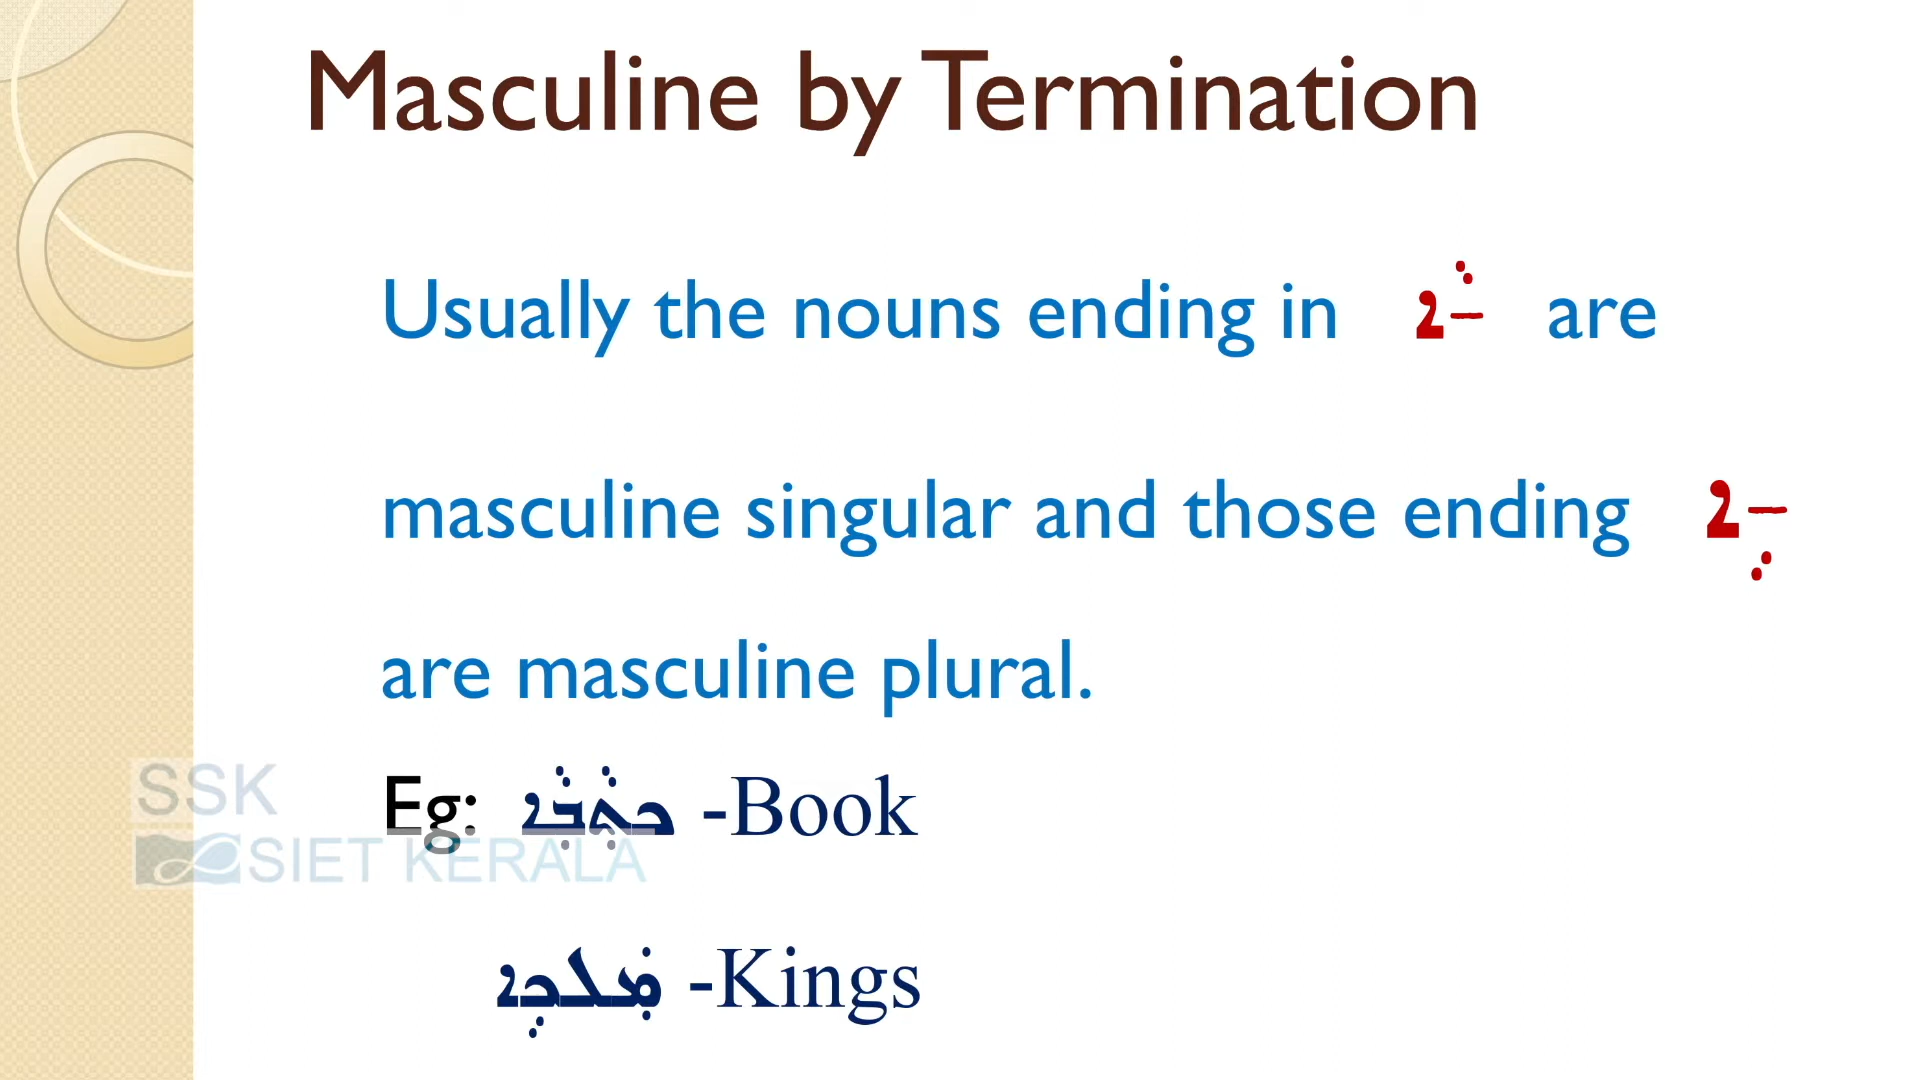 Masculine by Termination
Usually the nouns ending in –ܵܐ are
masculine singular and those ending –ܹܐ
are masculine plural.
Eg: ܟܬ݂ܵܒ݂ܵܐ -Book
ܡܲܠܟܹܐ -Kings
SSK
SIET KERALA